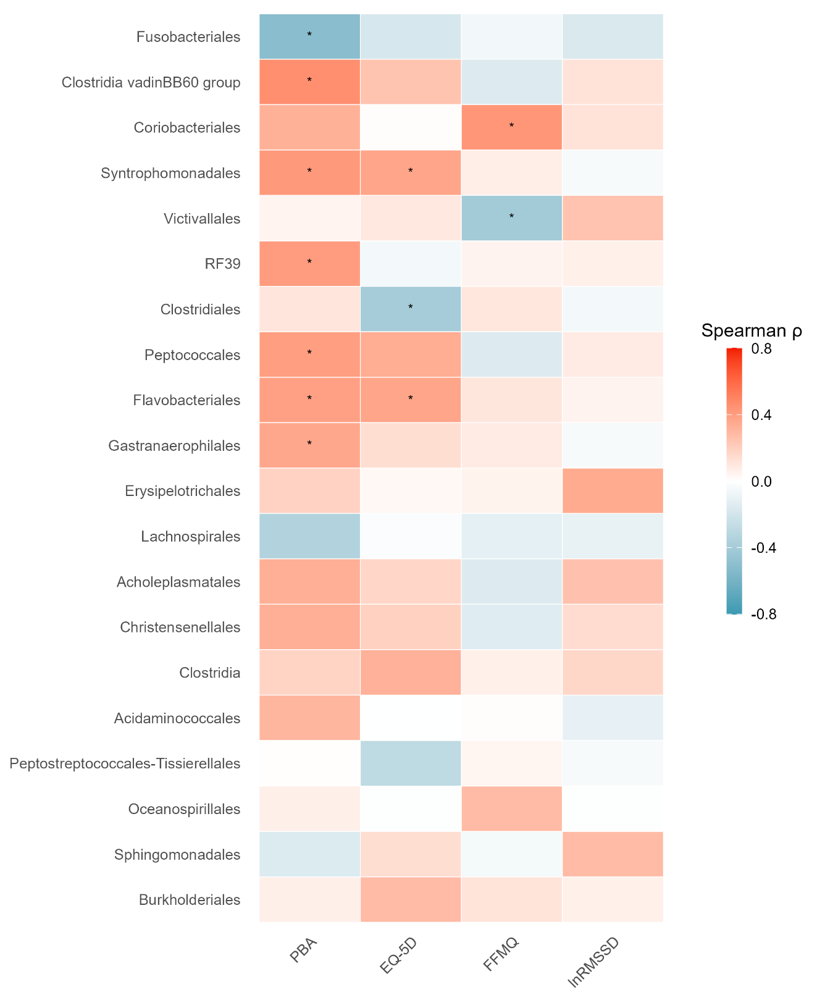 Fusobacteriales *
Clostridia vadinBB60 group *
Coriobacteriales *
Syntrophomonadales * *
Victivallales *
RF39 *
Clostridiales *
Peptococcales *
Flavobacteriales * *
Gastranaerophilales *
Erysipelotrichales
Lachnospirales
Acholeplasmatales
Christensenellales
Clostridia
Acidaminococcales
Peptostreptococcales-Tissierellales
Oceanospirillales
Sphingomonadales
Burkholderiales
PBA
EQ-5D
FFMQ
lnRMSSD
Spearman ρ
0.8
0.4
0.0
-0.4
-0.8